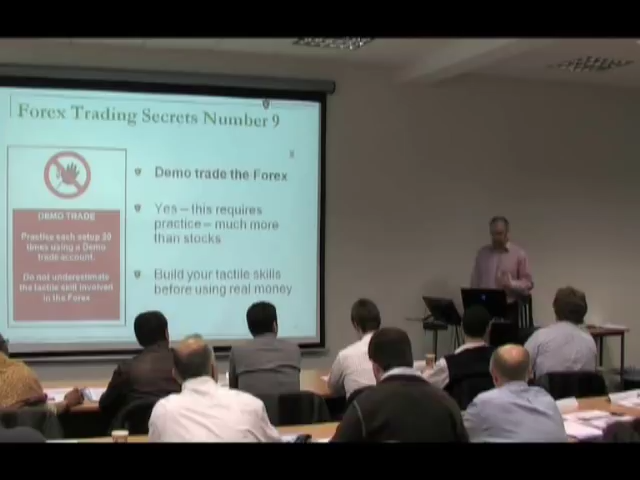 Forex Trading Secrets Number 9
Demo trade the Forex
Yes – this requires
practice – much more
than stocks
Build your tactile skills
before using real money
DEMO TRADE
Practice each setup 30
times using a Demo
trade account.
Do not underestimate
the tactile skill involved
in the Forex